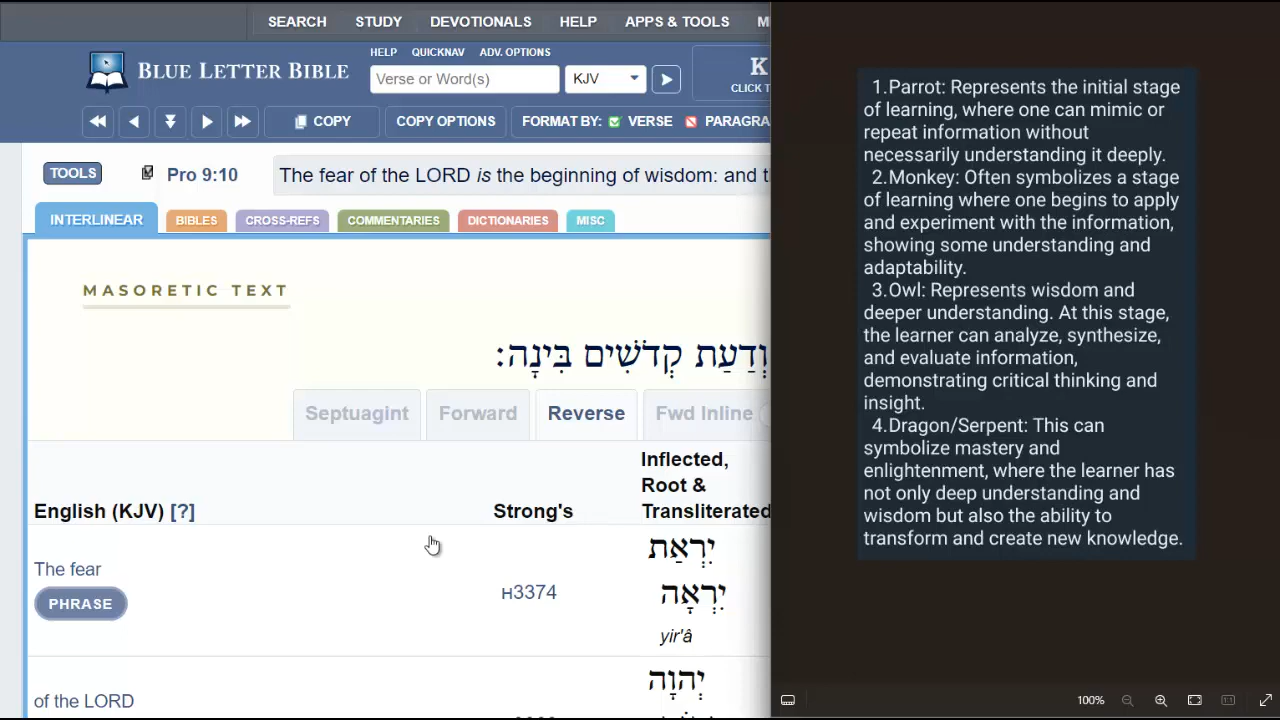 SEARCH STUDY DEVOTIONALS HELP APPS & TOOLS M
HELP QUICKNAV ADV. OPTIONS
BLUE LETTER BIBLE
Verse or Word(s) KJV
K
CLICK T
COPY COPY OPTIONS FORMAT BY: VERSE PARAGRA
TOOLS Pro 9:10 The fear of the LORD is the beginning of wisdom: and t
INTERLINEAR BIBLES CROSS-REFS COMMENTARIES DICTIONARIES MISC
MASORETIC TEXT
וְדַעַת קְדֹשִׁים בִּינָה׃
Septuagint Forward Reverse Fwd Inline
English (KJV) [?] Strong's
Inflected,
Root &
Transliterated
The fear
PHRASE
H3374
יִרְאַת
יִרְאָה
yir'â
of the LORD
יְהוָה
1.Parrot: Represents the initial stage
of learning, where one can mimic or
repeat information without
necessarily understanding it deeply.
2.Monkey: Often symbolizes a stage
of learning where one begins to apply
and experiment with the information,
showing some understanding and
adaptability.
3.Owl: Represents wisdom and
deeper understanding. At this stage,
the learner can analyze, synthesize,
and evaluate information,
demonstrating critical thinking and
insight.
4.Dragon/Serpent: This can
symbolize mastery and
enlightenment, where the learner has
not only deep understanding and
wisdom but also the ability to
transform and create new knowledge.
100%
1:1